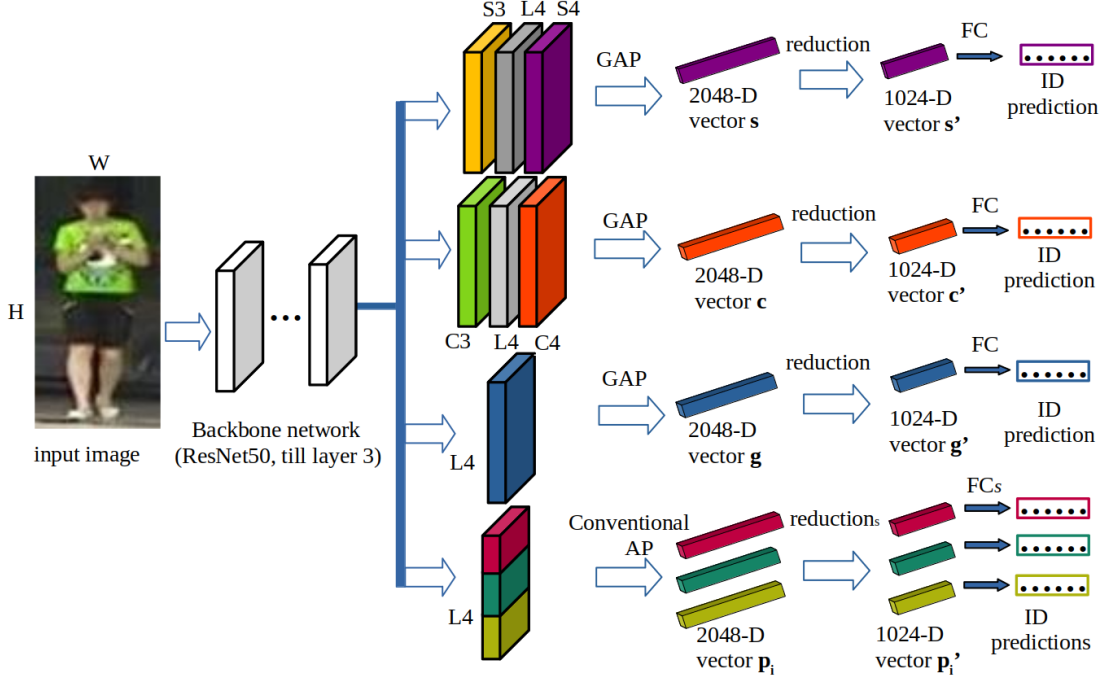 S3 L4 S4
GAP
reduction
FC
2048-D
vector s
1024-D
vector s’
ID
prediction
W
H
input image
Backbone network
(ResNet50, till layer 3)
C3 L4 C4
GAP
reduction
FC
2048-D
vector c
1024-D
vector c’
ID
prediction
L4
GAP
reduction
FC
2048-D
vector g
1024-D
vector g’
ID
prediction
L4
Conventional
AP
reductions
FCs
2048-D
vector pi
1024-D
vector pi’
ID
predictions